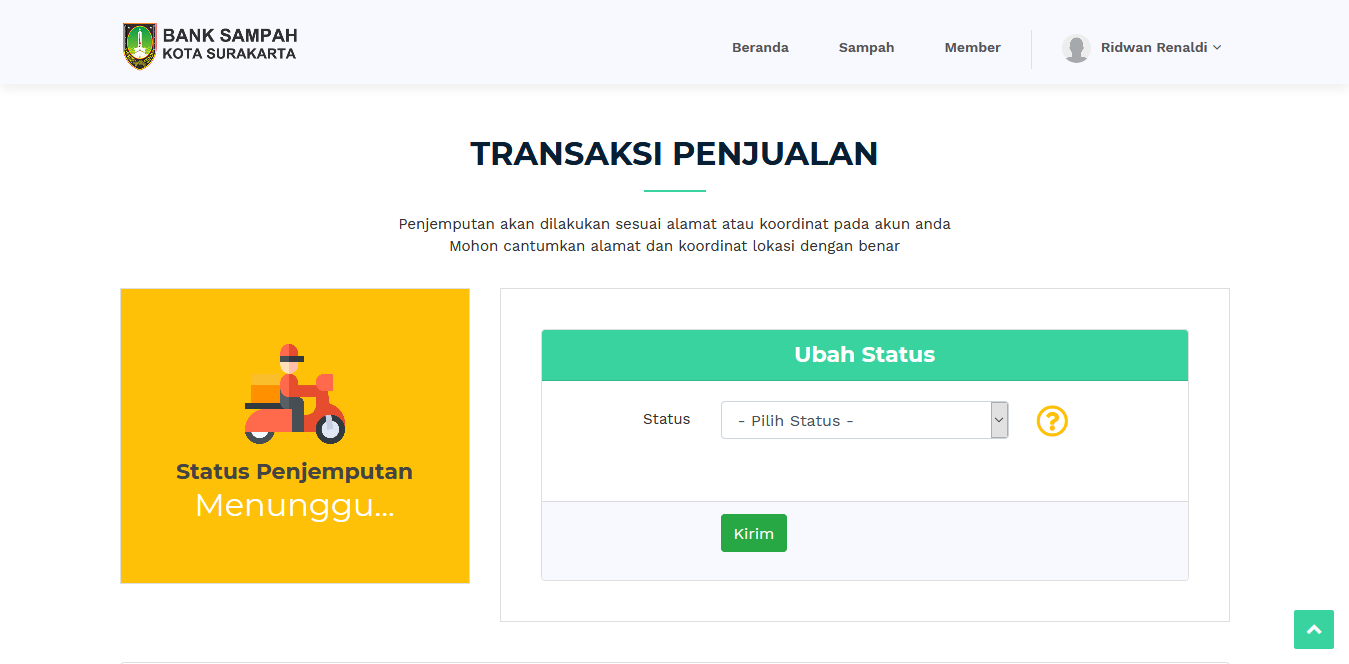 BANK SAMPAH
KOTA SURAKARTA
Beranda
Sampah
Member
Ridwan Renaldi
TRANSAKSI PENJUALAN
Penjemputan akan dilakukan sesuai alamat atau koordinat pada akun anda
Mohon cantumkan alamat dan koordinat lokasi dengan benar
Status Penjemputan
Menunggu...
Ubah Status
Status
- Pilih Status -
?
Kirim